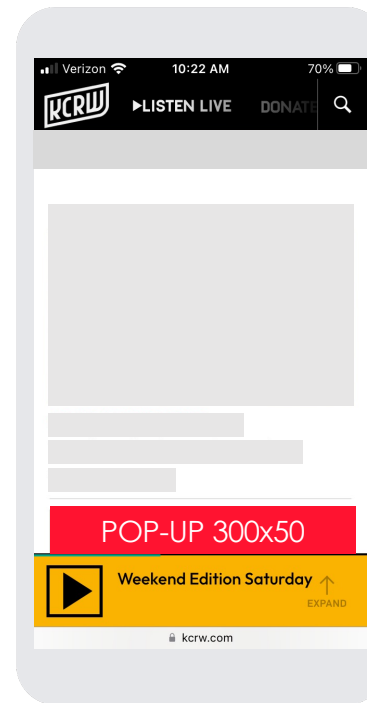 Verizon 10:22 AM 70%
KCRW LISTEN LIVE DONATE
POP-UP 300x50
Weekend Edition Saturday
EXPAND
kcrw.com